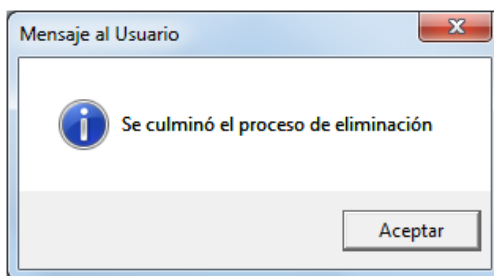 Mensaje al Usuario
Se culminó el proceso de eliminación
Aceptar